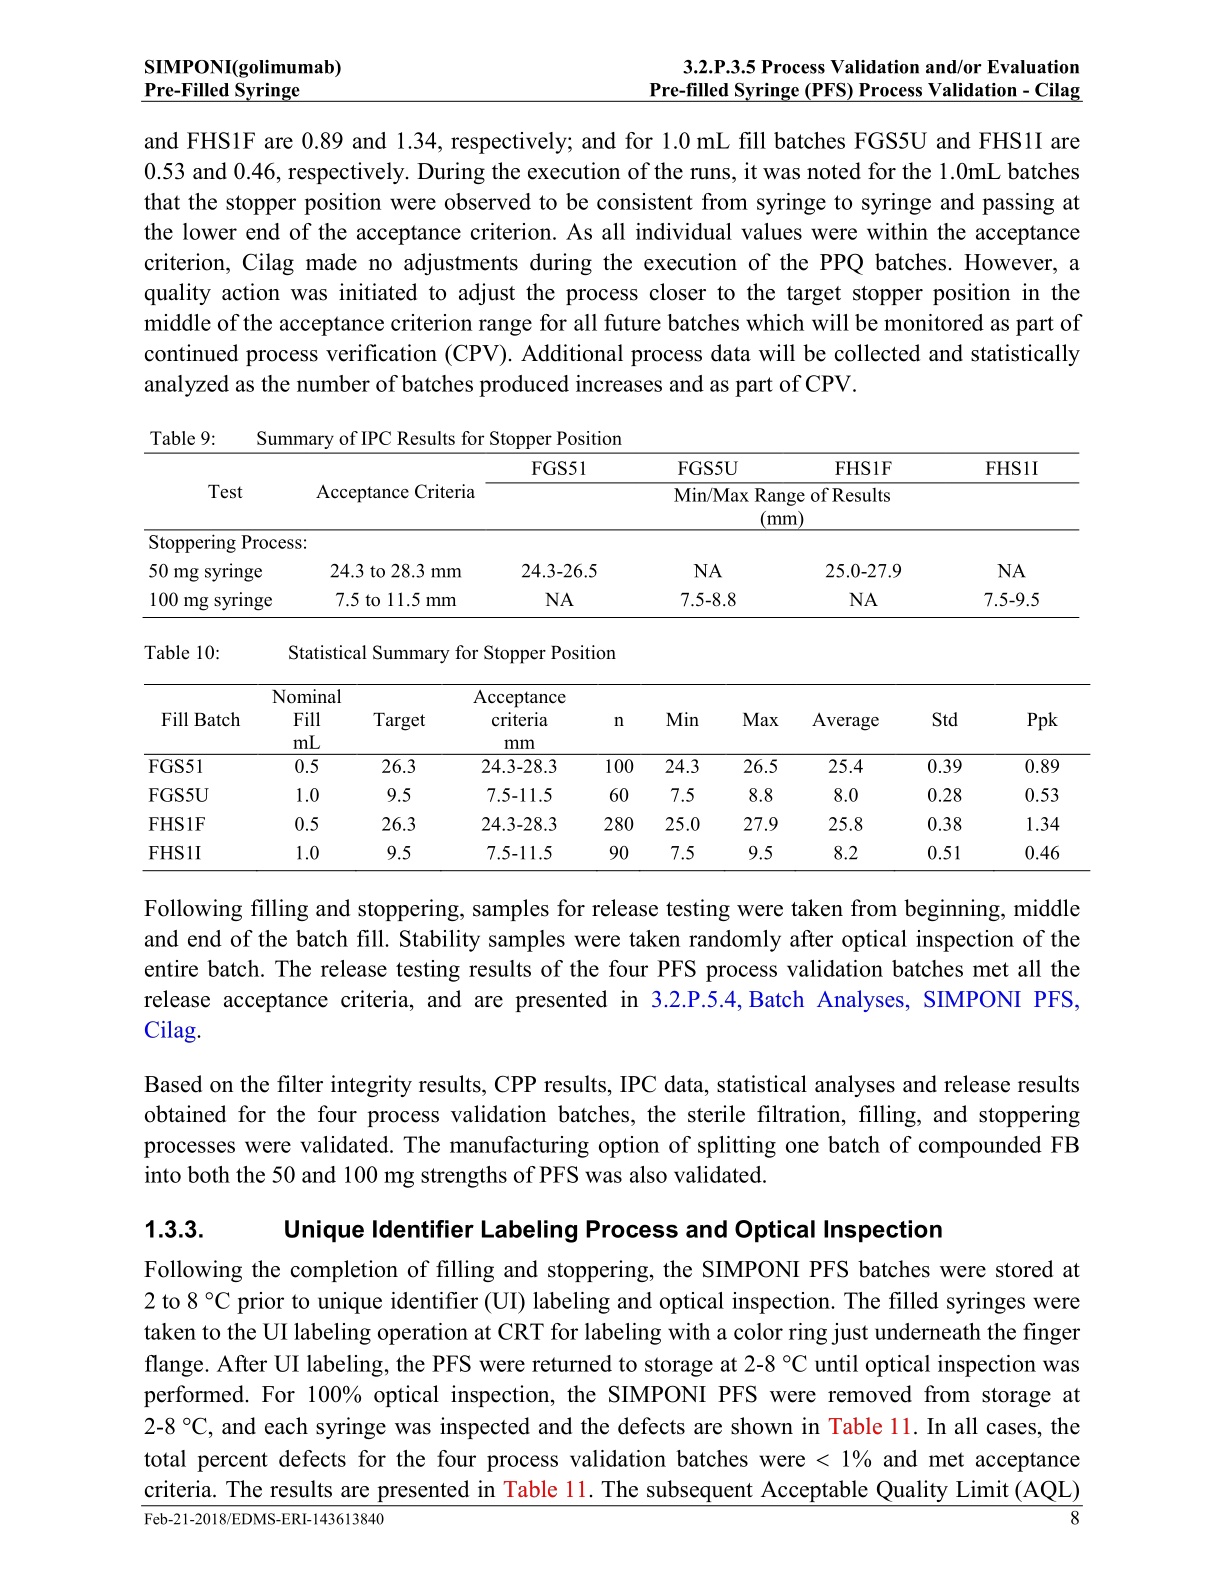 SIMPONI(golimumab) 3.2.P.3.5 Process Validation and/or Evaluation
Pre-Filled Syringe Pre-filled Syringe (PFS) Process Validation - Cilag
and FHS1F are 0.89 and 1.34, respectively; and for 1.0 mL fill batches FGS5U and FHS1I are
0.53 and 0.46, respectively. During the execution of the runs, it was noted for the 1.0mL batches
that the stopper position were observed to be consistent from syringe to syringe and passing at
the lower end of the acceptance criterion. As all individual values were within the acceptance
criterion, Cilag made no adjustments during the execution of the PPQ batches. However, a
quality action was initiated to adjust the process closer to the target stopper position in the
middle of the acceptance criterion range for all future batches which will be monitored as part of
continued process verification (CPV). Additional process data will be collected and statistically
analyzed as the number of batches produced increases and as part of CPV.
Table 9: Summary of IPC Results for Stopper Position
FGS51 FGS5U FHS1F FHS1I
Test Acceptance Criteria Min/Max Range of Results
(mm)
Stoppering Process:
50 mg syringe 24.3 to 28.3 mm 24.3-26.5 NA 25.0-27.9 NA
100 mg syringe 7.5 to 11.5 mm NA 7.5-8.8 NA 7.5-9.5
Table 10: Statistical Summary for Stopper Position
Nominal Acceptance
Fill Batch Fill Target criteria n Min Max Average Std Ppk
mL mm
FGS51 0.5 26.3 24.3-28.3 100 24.3 26.5 25.4 0.39 0.89
FGS5U 1.0 9.5 7.5-11.5 60 7.5 8.8 8.0 0.28 0.53
FHS1F 0.5 26.3 24.3-28.3 280 25.0 27.9 25.8 0.38 1.34
FHS1I 1.0 9.5 7.5-11.5 90 7.5 9.5 8.2 0.51 0.46
Following filling and stoppering, samples for release testing were taken from beginning, middle
and end of the batch fill. Stability samples were taken randomly after optical inspection of the
entire batch. The release testing results of the four PFS process validation batches met all the
release acceptance criteria, and are presented in 3.2.P.5.4, Batch Analyses, SIMPONI PFS,
Cilag.
Based on the filter integrity results, CPP results, IPC data, statistical analyses and release results
obtained for the four process validation batches, the sterile filtration, filling, and stoppering
processes were validated. The manufacturing option of splitting one batch of compounded FB
into both the 50 and 100 mg strengths of PFS was also validated.
1.3.3. Unique Identifier Labeling Process and Optical Inspection
Following the completion of filling and stoppering, the SIMPONI PFS batches were stored at
2 to 8 °C prior to unique identifier (UI) labeling and optical inspection. The filled syringes were
taken to the UI labeling operation at CRT for labeling with a color ring just underneath the finger
flange. After UI labeling, the PFS were returned to storage at 2-8 °C until optical inspection was
performed. For 100% optical inspection, the SIMPONI PFS were removed from storage at
2-8 °C, and each syringe was inspected and the defects are shown in Table 11. In all cases, the
total percent defects for the four process validation batches were < 1% and met acceptance
criteria. The results are presented in Table 11. The subsequent Acceptable Quality Limit (AQL)
Feb-21-2018/EDMS-ERI-143613840 8